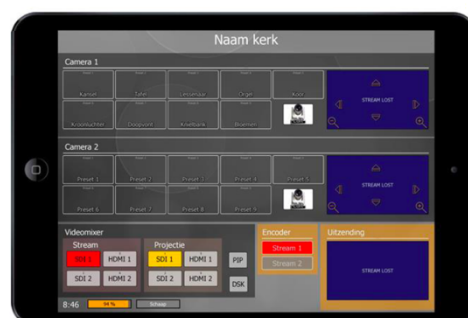 Naam kerk
Camera 1
Kansel
Tafel
Lessenaar
Orgel
Koor
STREAM LOST
Kroonluchter
Doopvont
Knielbank
Bloemen
Camera 2
Preset 1
Preset 2
Preset 3
Preset 4
Preset 5
STREAM LOST
Preset 6
Preset 7
Preset 8
Preset 9
Videomixer
Encoder
Uitzending
Stream
Projectie
Stream 1
SDI 1
HDMI 1
SDI 1
HDMI 1
PIP
Stream 2
SDI 2
HDMI 2
SDI 2
HDMI 2
DSK
STREAM LOST
8:46
94 %